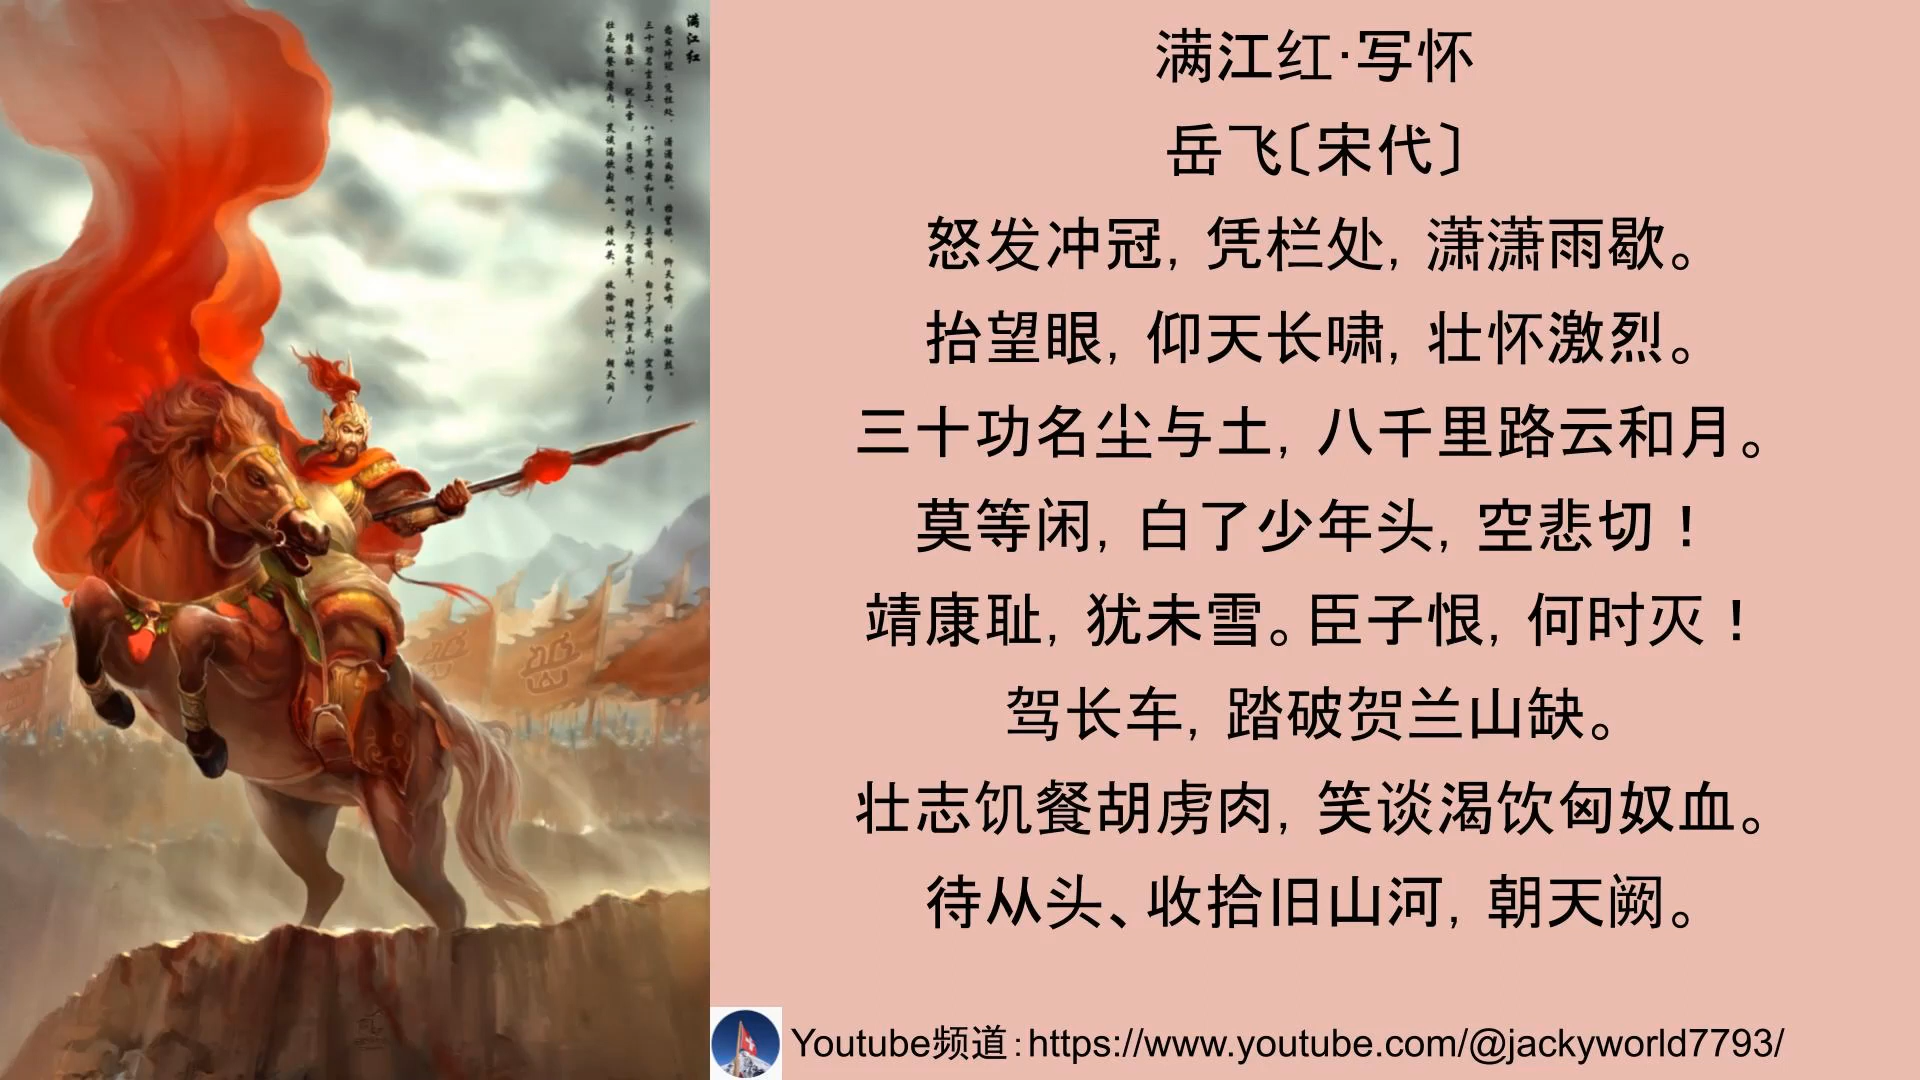 满江红·写怀
岳飞〔宋代〕
怒发冲冠，凭栏处，潇潇雨歇。
抬望眼，仰天长啸，壮怀激烈。
三十功名尘与土，八千里路云和月。
莫等闲，白了少年头，空悲切！
靖康耻，犹未雪。臣子恨，何时灭！
驾长车，踏破贺兰山缺。
壮志饥餐胡虏肉，笑谈渴饮匈奴血。
待从头、收拾旧山河，朝天阙。
Youtube频道：https://www.youtube.com/@jackyworld7793/
满江红